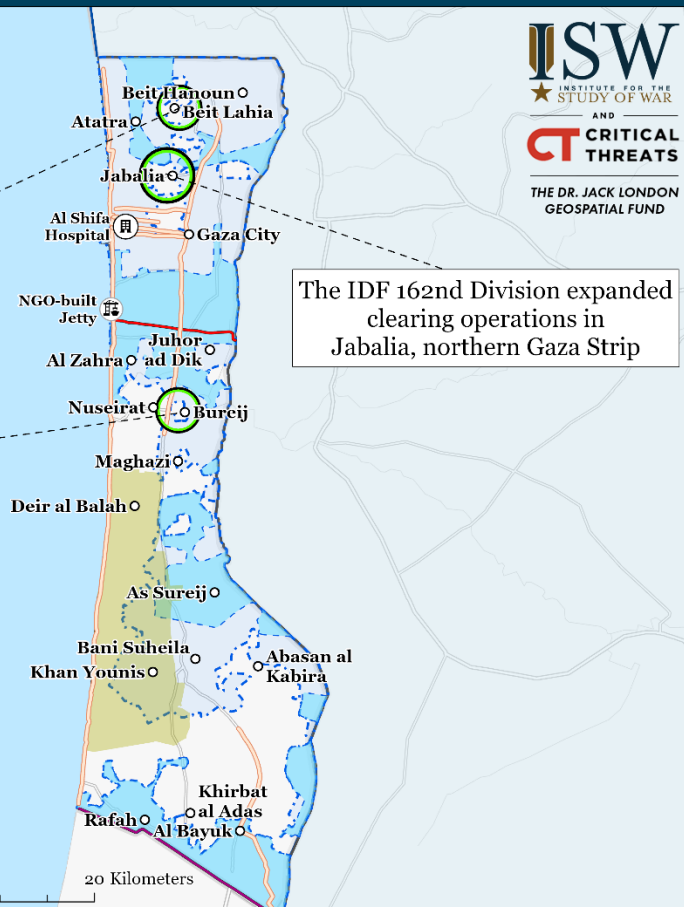 ISW
INSTITUTE FOR THE
STUDY OF WAR
AND
CT CRITICAL
THREATS
THE DR. JACK LONDON
GEOSPATIAL FUND
Beit Hanoun
Beit Lahia
Atatra
Jabalia
Al Shifa
Hospital
Gaza City
The IDF 162nd Division expanded
clearing operations in
Jabalia, northern Gaza Strip
NGO-built
Jetty
Juhor
ad Dik
Al Zahra
Nuseirat
Bureij
Maghazi
Deir al Balah
As Sureij
Bani Suheila
Abasan al
Kabira
Khan Younis
Khirbat
al Adas
Rafah
Al Bayuk
20 Kilometers